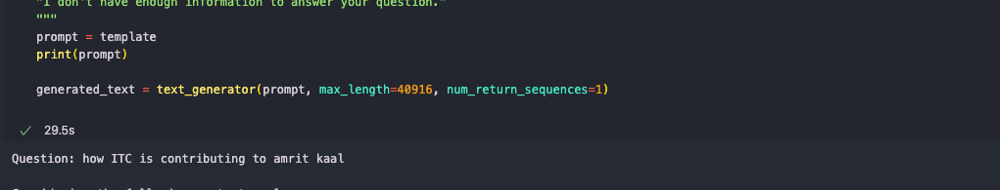 "I don't have enough information to answer your question."
"""
prompt = template
print(prompt)
generated_text = text_generator(prompt, max_length=40916, num_return_sequences=1)
✓ 29.5s
Question: how ITC is contributing to amrit kaal